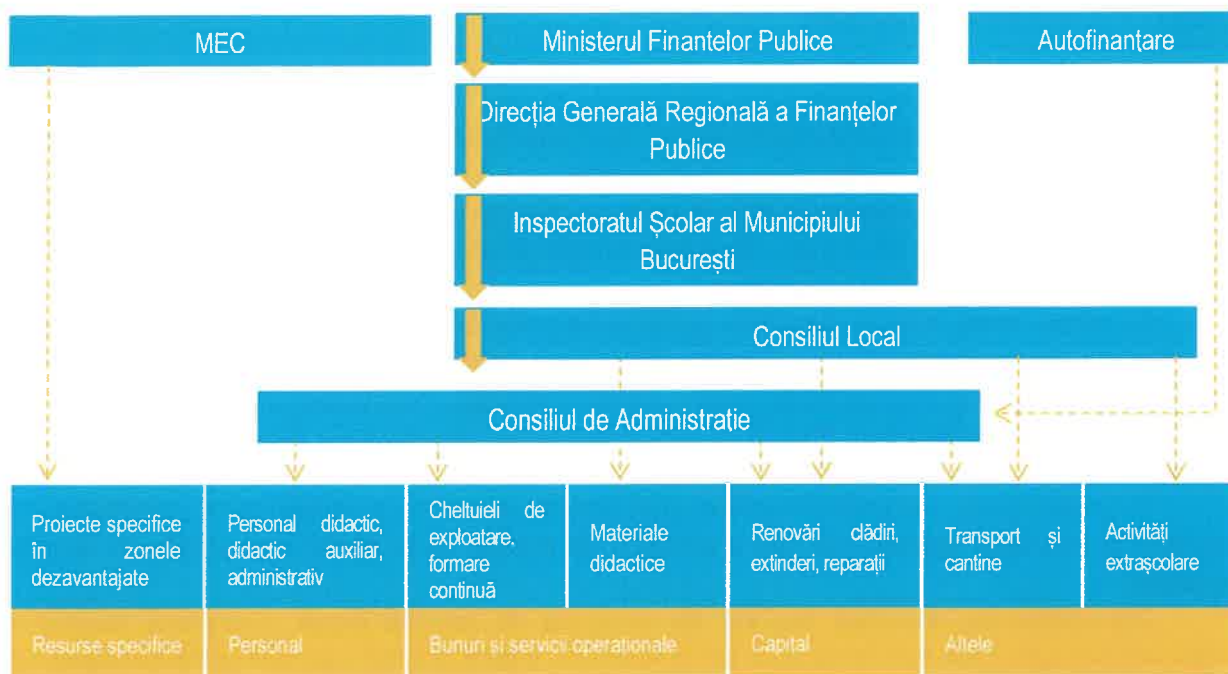 MEC
Ministerul Finantelor Publice
Autofinanțare
Direcția Generală Regională a Finanțelor
Publice
Inspectoratul Școlar al Municipiului
București
Consiliul Local
Consiliul de Administrație
Proiecte specifice
în zonele
dezavantajate
Personal didactic,
didactic auxiliar,
administrativ
Cheltuieli de
exploatare,
formare
continuă
Materiale
didactice
Renovări clădiri,
extinderi, reparații
Transport și
cantine
Activități
extrașcolare
Resurse specifice
Personal
Bunuri si servicii operationale
Capital
Altele